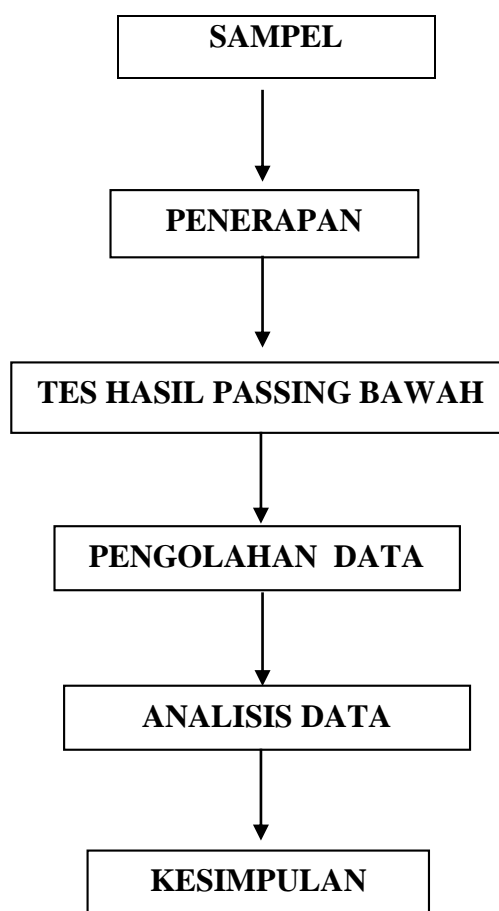 SAMPEL
PENERAPAN
TES HASIL PASSING BAWAH
PENGOLAHAN DATA
ANALISIS DATA
KESIMPULAN